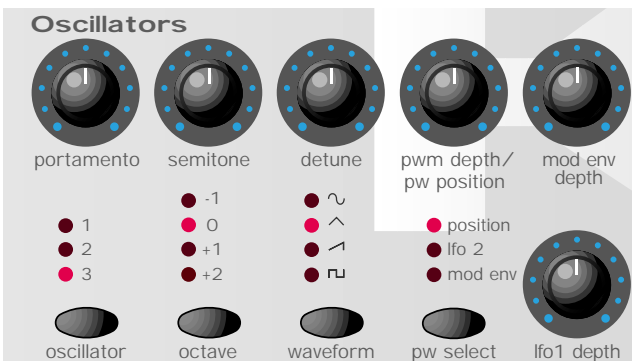 Oscillators
portamento
semitone
detune
pwm depth/
pw position
mod env
depth
-1
0
+1
+2
1
2
3
position
lfo 2
mod env
oscillator
octave
waveform
pw select
lfo1 depth